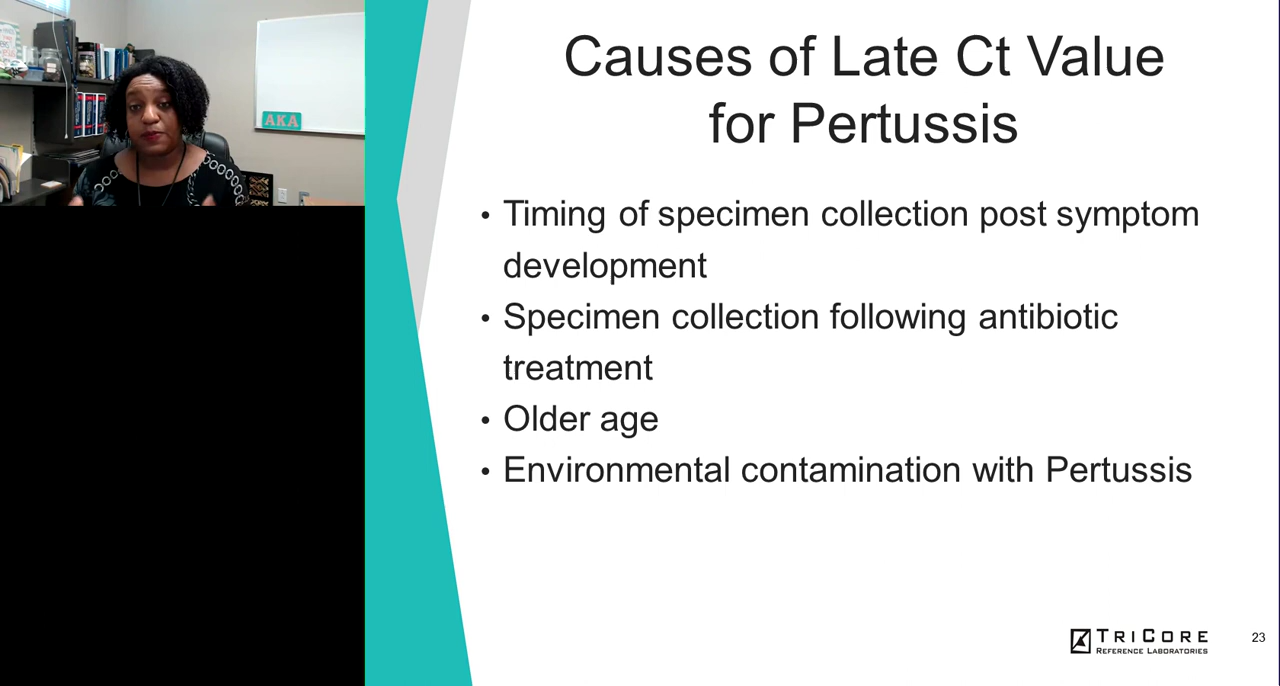 AKA
Causes of Late Ct Value
for Pertussis
• Timing of specimen collection post symptom
development
• Specimen collection following antibiotic
treatment
• Older age
• Environmental contamination with Pertussis
TRICORE
REFERENCE LABORATORIES
23